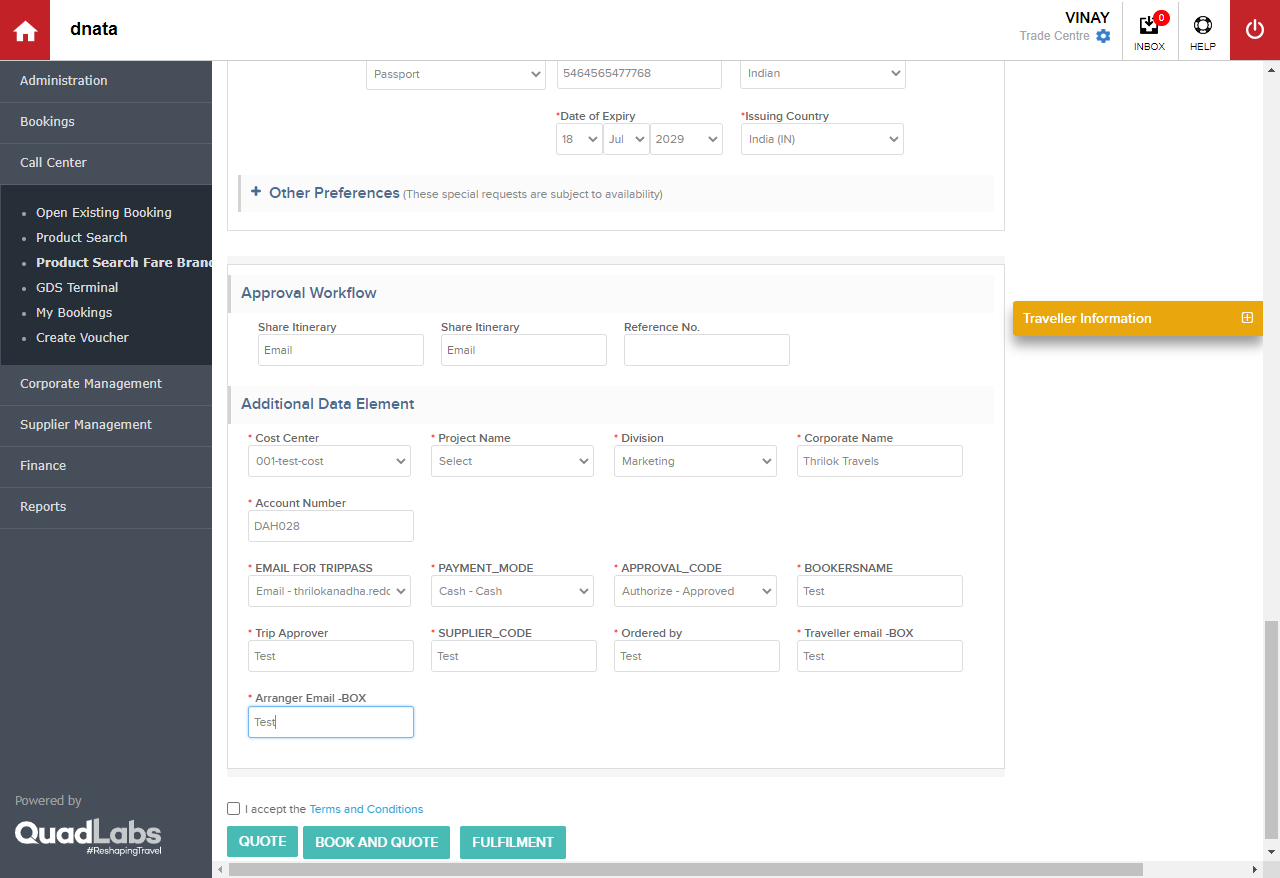 dnata
VINAY
Trade Centre
0
INBOX
HELP
Administration
Bookings
Call Center
Open Existing Booking
Product Search
Product Search Fare Bran
GDS Terminal
My Bookings
Create Voucher
Corporate Management
Supplier Management
Finance
Reports
Powered by
QuadLabs
#ReshapingTravel
Passport 5464565477768 Indian
*Date of Expiry *Issuing Country
18 Jul 2029 India (IN)
+ Other Preferences (These special requests are subject to availability)
Approval Workflow
Share Itinerary Share Itinerary Reference No.
Email Email
Additional Data Element
* Cost Center * Project Name * Division * Corporate Name
001-test-cost Select Marketing Thrilok Travels
* Account Number
DAH028
* EMAIL FOR TRIPPASS * PAYMENT_MODE * APPROVAL_CODE * BOOKERSNAME
Email - thrilokanadha.redd Cash - Cash Authorize - Approved Test
* Trip Approver * SUPPLIER_CODE * Ordered by * Traveller email -BOX
Test Test Test Test
* Arranger Email -BOX
Test
I accept the Terms and Conditions
QUOTE BOOK AND QUOTE FULFILMENT
Traveller Information